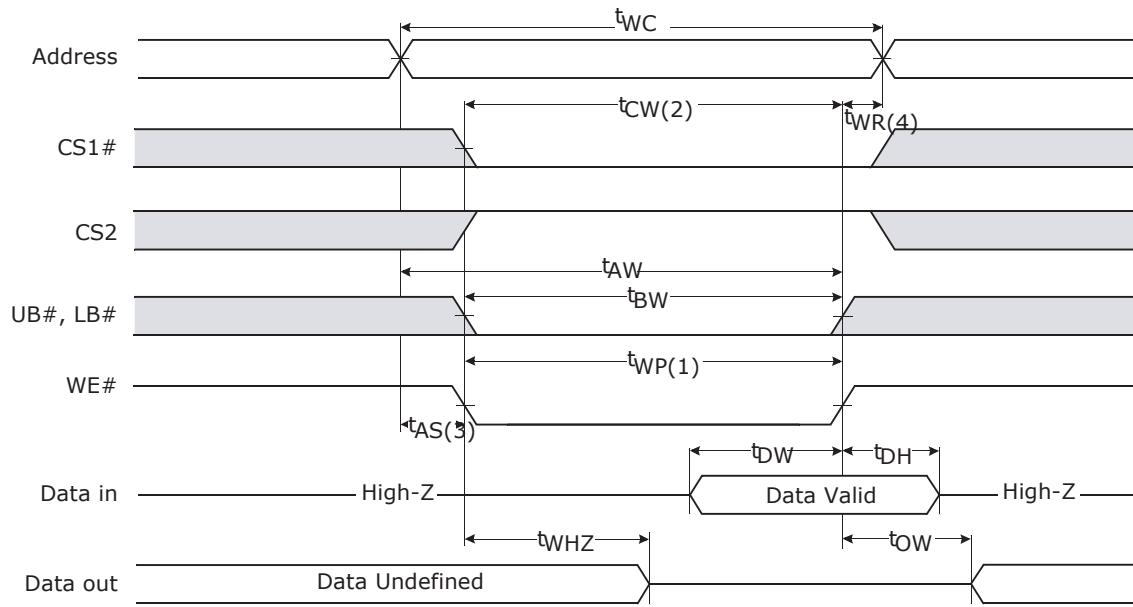 tWC
Address
tCW(2)
tWR(4)
CS1#
CS2
tAW
tBW
UB#, LB#
tWP(1)
WE#
tAS(3)
tDW
tDH
Data in
High-Z
Data Valid
High-Z
tWHZ
tOW
Data out
Data Undefined